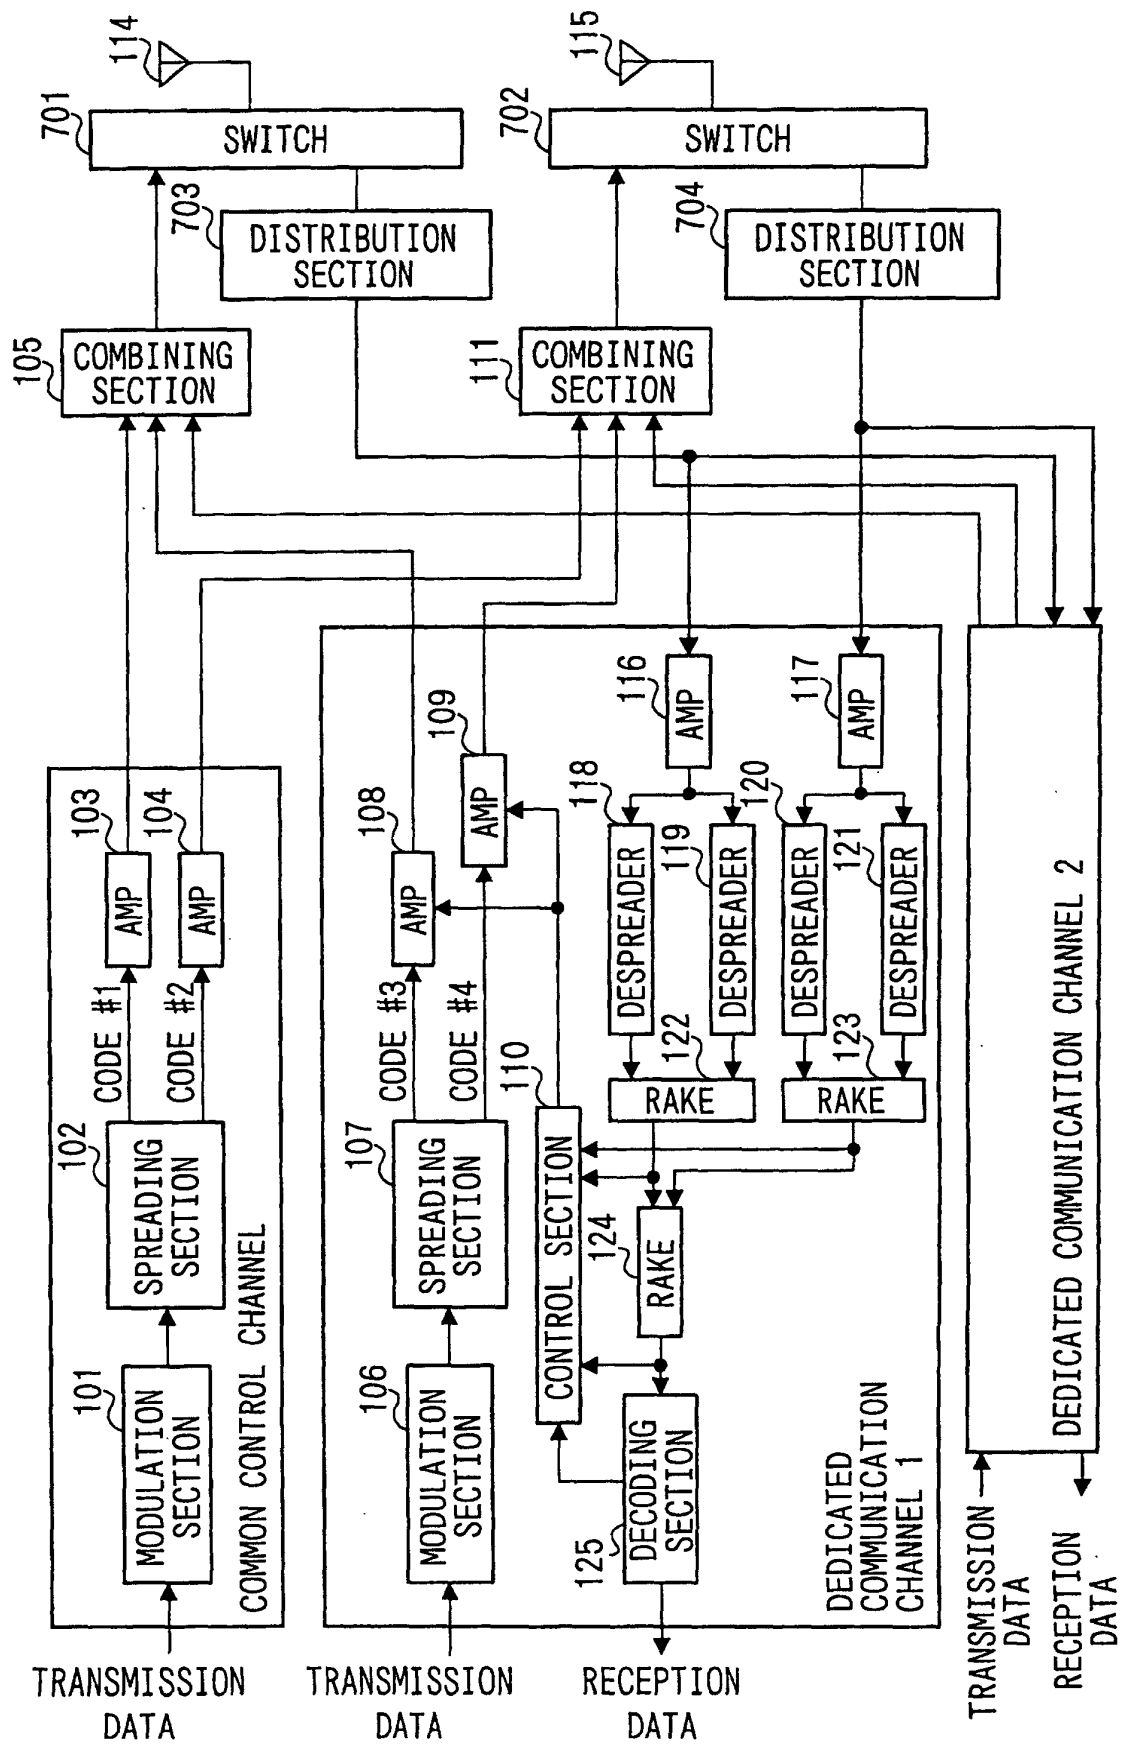 114
701
SWITCH
115
702
SWITCH
703
DISTRIBUTION
SECTION
704
DISTRIBUTION
SECTION
105
COMBINING
SECTION
111
COMBINING
SECTION
103
AMP
104
AMP
CODE #1
CODE #2
102
SPREADING
SECTION
101
MODULATION
SECTION
COMMON CONTROL CHANNEL
TRANSMISSION
DATA
109
AMP
108
AMP
CODE #3
CODE #4
107
SPREADING
SECTION
106
MODULATION
SECTION
TRANSMISSION
DATA
110
CONTROL SECTION
116
AMP
117
AMP
118
DESPREADER
119
DESPREADER
120
DESPREADER
121
DESPREADER
122
RAKE
123
RAKE
124
RAKE
125
DECODING
SECTION
RECEPTION
DATA
DEDICATED
COMMUNICATION
CHANNEL 1
DEDICATED COMMUNICATION CHANNEL 2
TRANSMISSION
DATA
RECEPTION
DATA